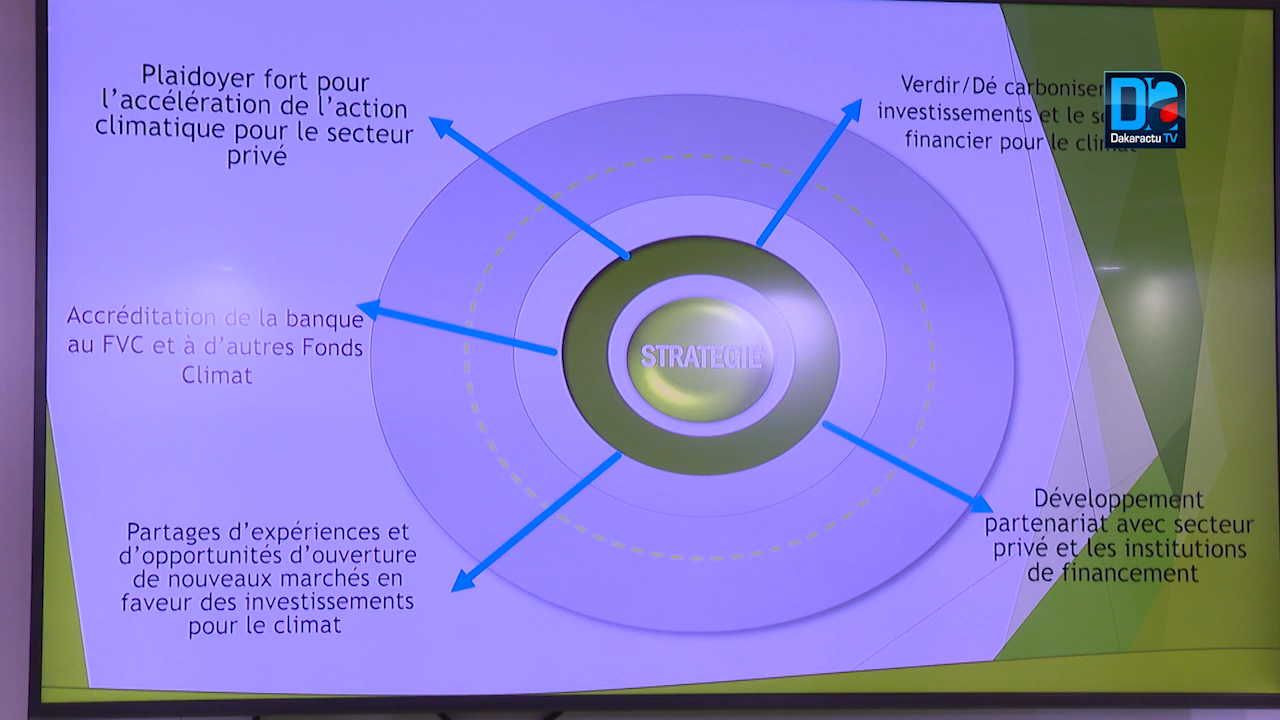 Plaidoyer fort pour
l'accélération de l'action
climatique pour le secteur
privé
Verdir/Dé carboniser
investissements et le
financier pour le
Dakaractu TV
Accréditation de la banque
au FVC et à d'autres Fonds
Climat
STRATEGIE
Partages d'expériences et
d'opportunités d'ouverture
de nouveaux marchés en
faveur des investissements
pour le climat
Développement
partenariat avec secteur
privé et les institutions
de financement